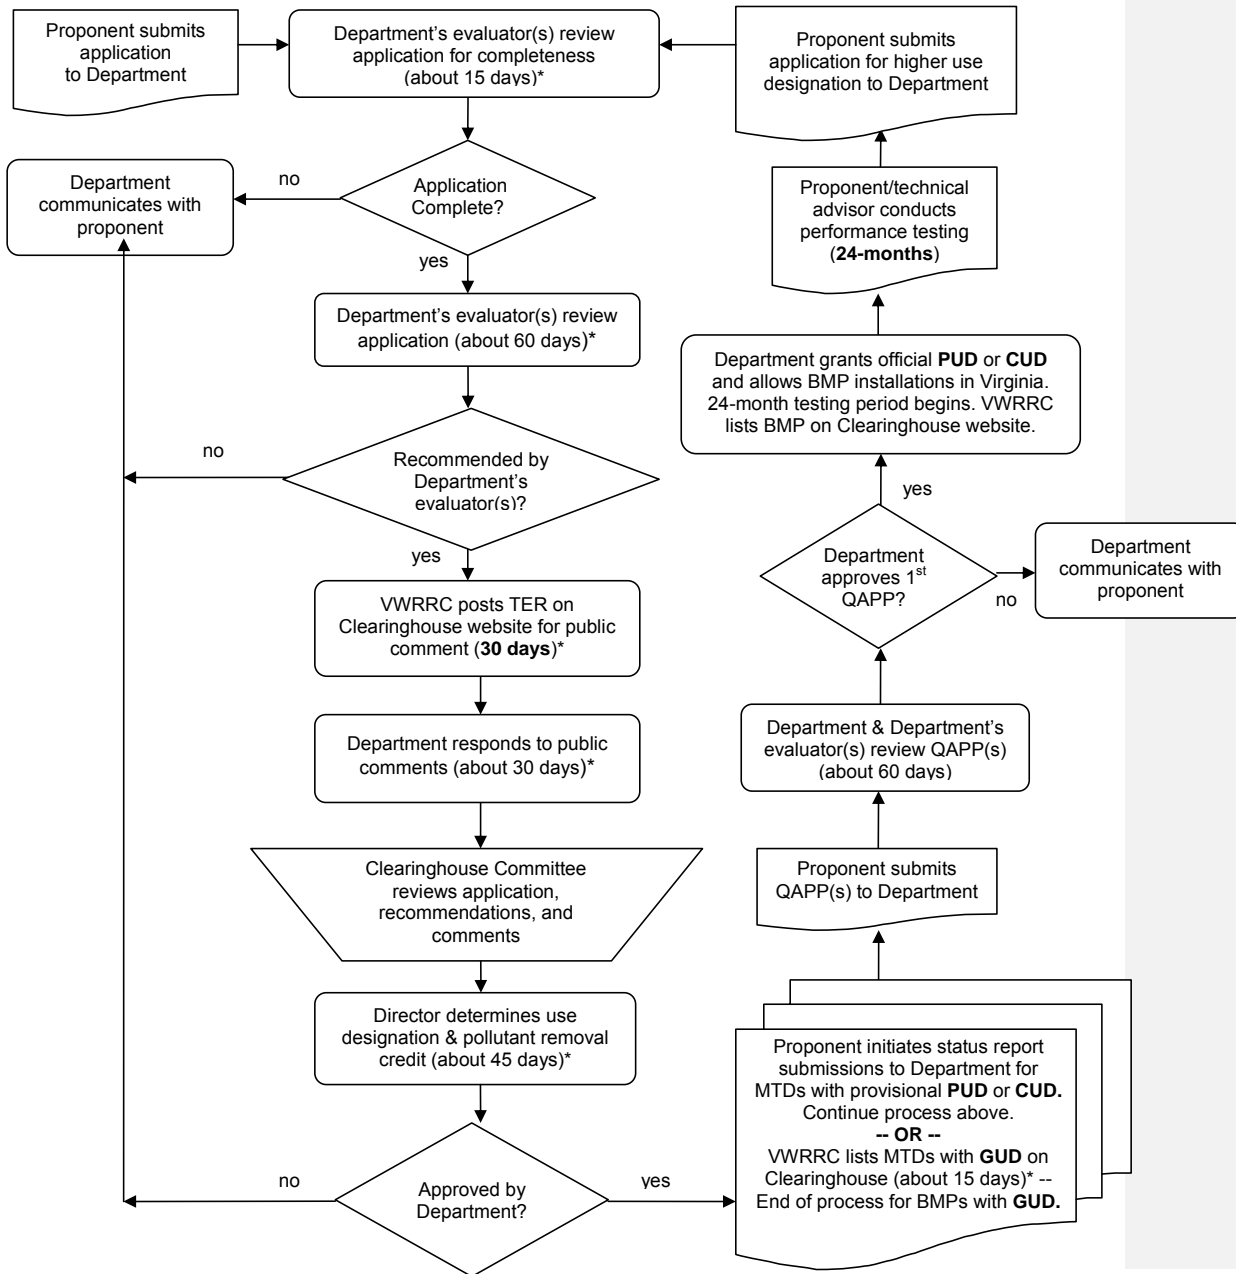 Proponent submits
application
to Department
Department's evaluator(s) review
application for completeness
(about 15 days)*
Proponent submits
application for higher use
designation to Department
no
Department
communicates with
proponent
Application
Complete?
yes
Proponent/technical
advisor conducts
performance testing
(24-months)
Department's evaluator(s) review
application (about 60 days)*
Department grants official PUD or CUD
and allows BMP installations in Virginia.
24-month testing period begins. VWRRC
lists BMP on Clearinghouse website.
no
Recommended by
Department's
evaluator(s)?
yes
yes
Department
approves 1st
QAPP?
no
Department
communicates with
proponent
VWRRC posts TER on
Clearinghouse website for public
comment (30 days)*
Department responds to public
comments (about 30 days)*
Department & Department's
evaluator(s) review QAPP(s)
(about 60 days)
Clearinghouse Committee
reviews application,
recommendations, and
comments
Proponent submits
QAPP(s) to Department
Director determines use
designation & pollutant removal
credit (about 45 days)*
Proponent initiates status report
submissions to Department for
MTDs with provisional PUD or CUD.
Continue process above.
-- OR --
VWRRC lists MTDs with GUD on
Clearinghouse (about 15 days)* --
End of process for BMPs with GUD.
no
Approved by
Department?
yes